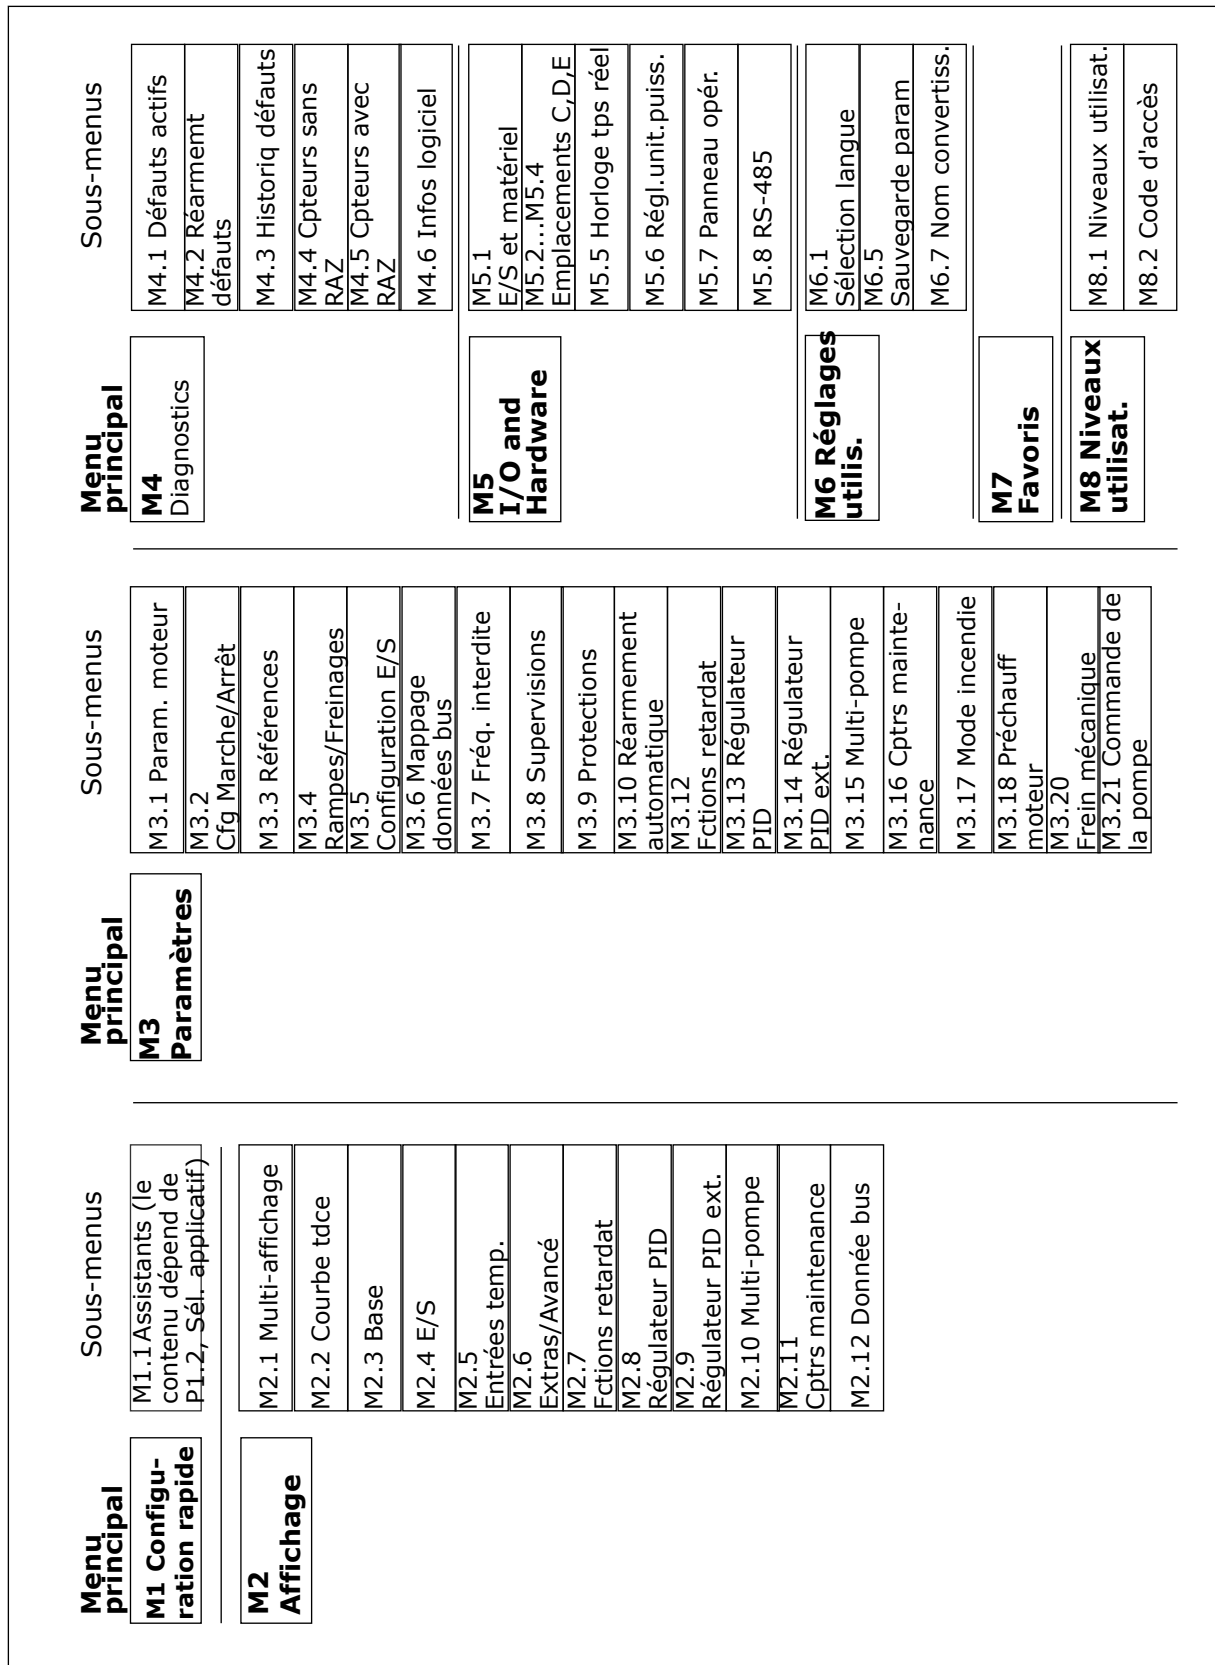 Menu
principal
Sous-menus
M1 Configu-
ration rapide
M1.1 Assistants (le
contenu dépend de
P1.2, Sél. applicatif)
M2
Affichage
M2.1 Multi-affichage
M2.2 Courbe tdce
M2.3 Base
M2.4 E/S
M2.5
Entrées temp.
M2.6
Extras/Avancé
M2.7
Fctions retardat
M2.8
Régulateur PID
M2.9
Régulateur PID ext.
M2.10 Multi-pompe
M2.11
Cptrs maintenance
M2.12 Donnée bus
Menu
principal
Sous-menus
M3
Paramètres
M3.1 Param. moteur
M3.2
Cfg Marche/Arrêt
M3.3 Références
M3.4
Rampes/Freinages
M3.5
Configuration E/S
M3.6 Mappage
données bus
M3.7 Fréq. interdite
M3.8 Supervisions
M3.9 Protections
M3.10 Réarmement
automatique
M3.12
Fctions retardat
M3.13 Régulateur
PID
M3.14 Régulateur
PID ext.
M3.15 Multi-pompe
M3.16 Cptrs mainte-
nance
M3.17 Mode incendie
M3.18 Préchauff
moteur
M3.20
Frein mécanique
M3.21 Commande de
la pompe
Menu
principal
Sous-menus
M4
Diagnostics
M4.1 Défauts actifs
M4.2 Réarmemt
défauts
M4.3 Historiq défauts
M4.4 Cpteurs sans
RAZ
M4.5 Cpteurs avec
RAZ
M4.6 Infos logiciel
M5
I/O and
Hardware
M5.1
E/S et matériel
M5.2...M5.4
Emplacements C,D,E
M5.5 Horloge tps réel
M5.6 Régl.unit.puiss.
M5.7 Panneau opér.
M5.8 RS-485
M6 Réglages
utilis.
M6.1
Sélection langue
M6.5
Sauvegarde param
M6.7 Nom convertiss.
M7
Favoris
M8 Niveaux
utilisat.
M8.1 Niveaux utilisat.
M8.2 Code d'accès